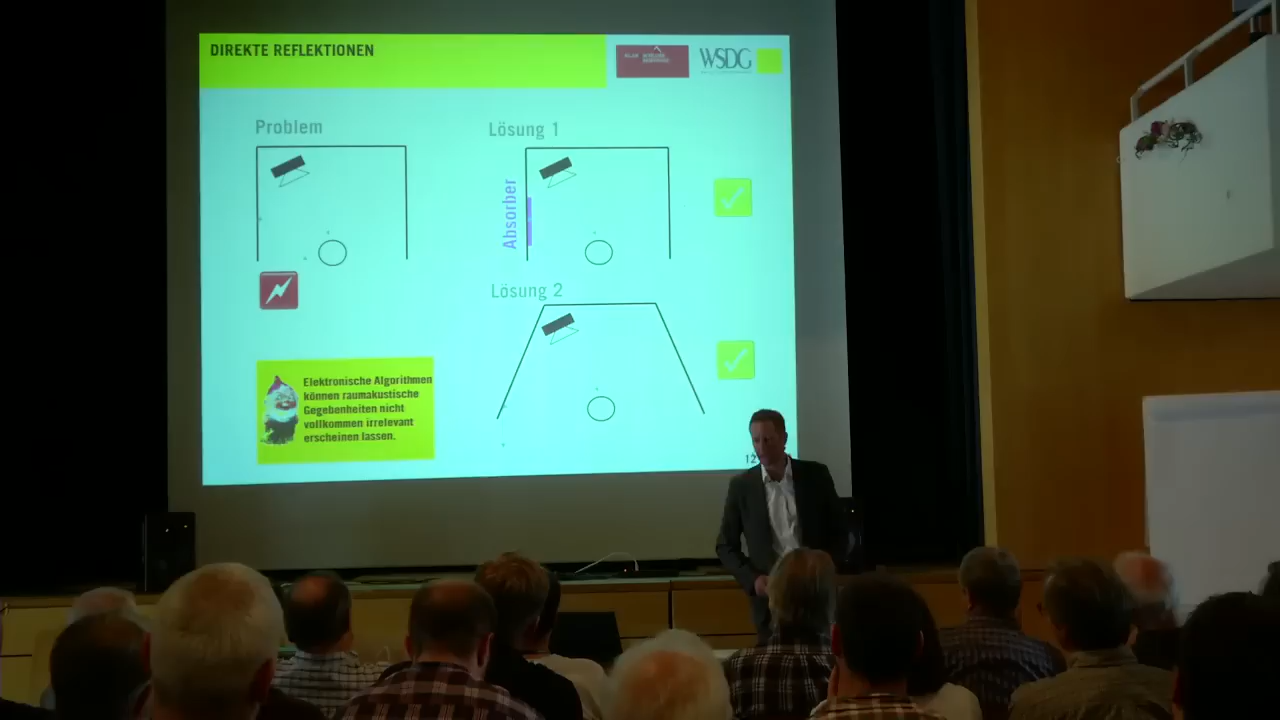 DIREKTE REFLEKTIONEN
WSDG
Problem
Lösung 1
Absorber
Lösung 2
Elektronische Algorithmen
können raumakustische
Gegebenheiten nicht
vollkommen irrelevant
erscheinen lassen.
12